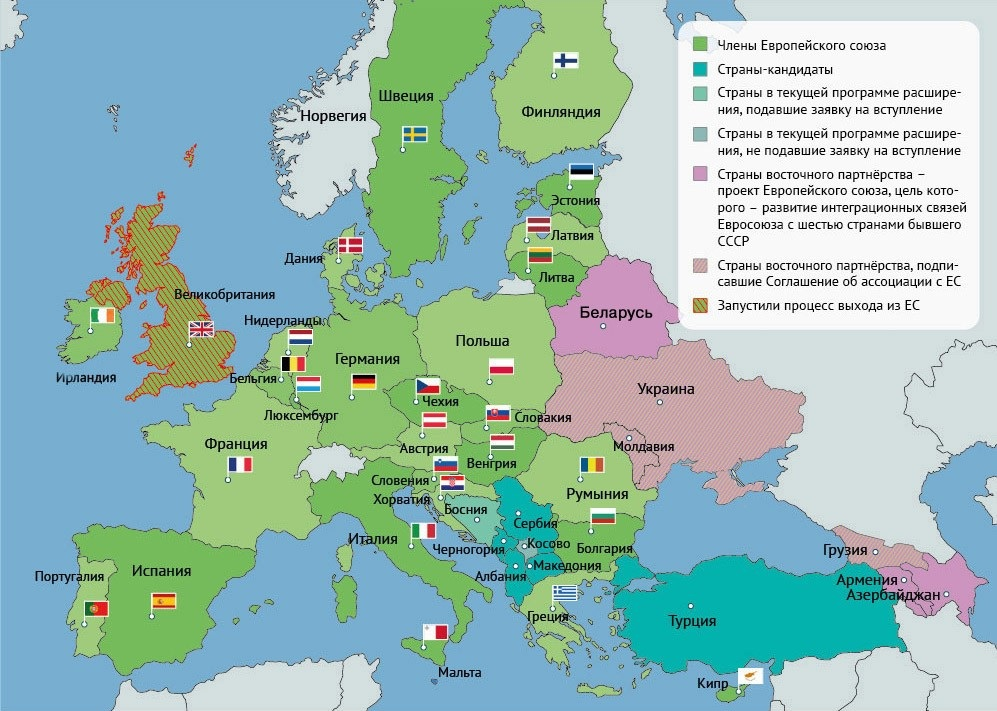 Члены Европейского союза
Страны-кандидаты
Страны в текущей программе расшире-
ния, подавшие заявку на вступление
Страны в текущей программе расшире-
ния, не подавшие заявку на вступление
Страны восточного партнёрства –
проект Европейского союза, цель кото-
рого – развитие интеграционных связей
Евросоюза с шестью странами бывшего
СССР
Страны восточного партнёрства, подпи-
савшие Соглашение об ассоциации с ЕС
Запустили процесс выхода из ЕС
Швеция
Норвегия
Финляндия
Эстония
Латвия
Дания
Литва
Великобритания
Беларусь
Нидерланды
Польша
Германия
Ирландия
Бельгия
Украина
Чехия
Люксембург
Словакия
Франция
Австрия
Молдавия
Венгрия
Словения
Румыния
Хорватия
Босния
Сербия
Италия
Косово
Черногория
Болгария
Грузия
Македония
Испания
Португалия
Албания
Армения
Азербайджан
Греция
Турция
Мальта
Кипр